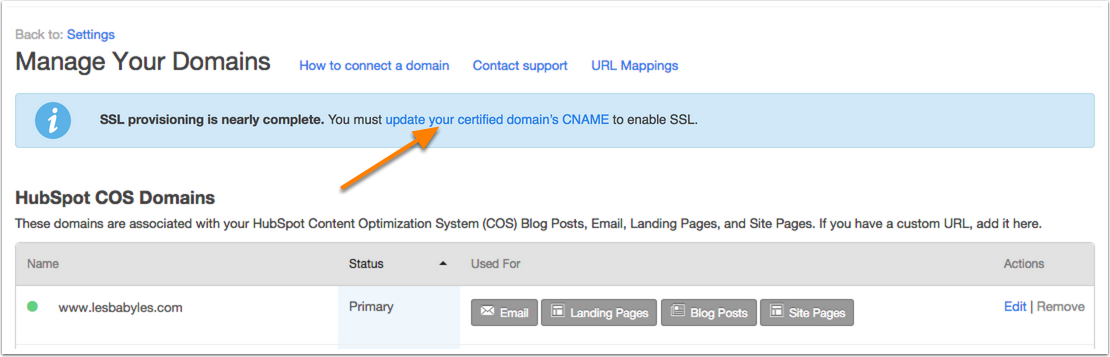 Back to: Settings
Manage Your Domains How to connect a domain Contact support URL Mappings
SSL provisioning is nearly complete. You must update your certified domain's CNAME to enable SSL.
HubSpot COS Domains
These domains are associated with your HubSpot Content Optimization System (COS) Blog Posts, Email, Landing Pages, and Site Pages. If you have a custom URL, add it here.
Name Status Used For Actions
www.lesbabyles.com Primary Email Landing Pages Blog Posts Site Pages Edit | Remove